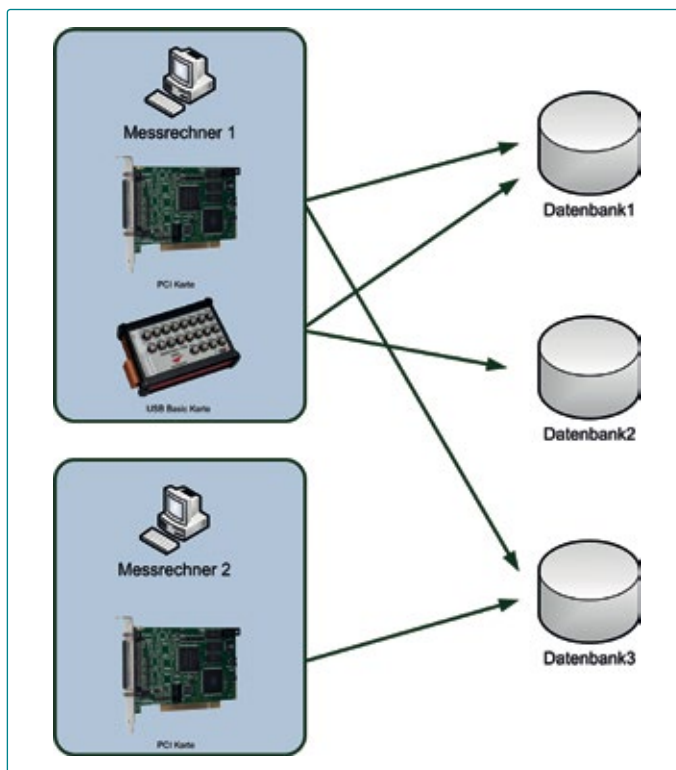 Messrechner 1
PCI Karte
USB Basic Karte
Datenbank1
Datenbank2
Messrechner 2
PCI Karte
Datenbank3